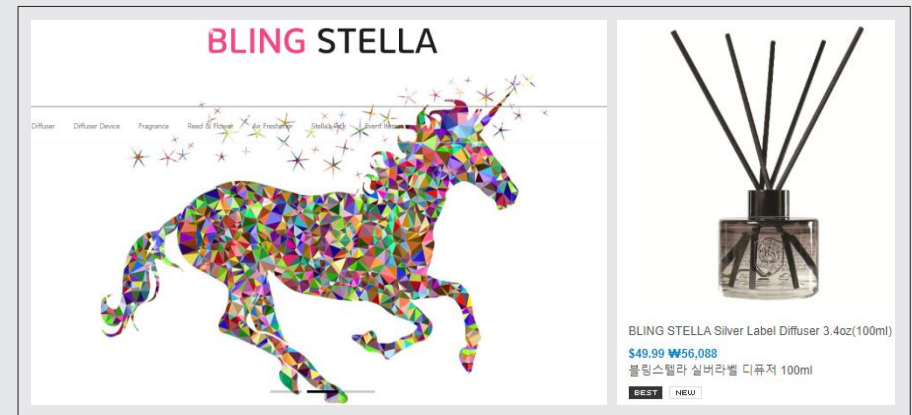 BLING STELLA
Diffuser Diffuser Device Fragrance Reed & Flower Air Freshener Stella's Pick Event Items
BLING STELLA Silver Label Diffuser 3.4oz(100ml)
$49.99 ₩56,088
블링스텔라 실버라벨 디퓨저 100ml
BEST NEW